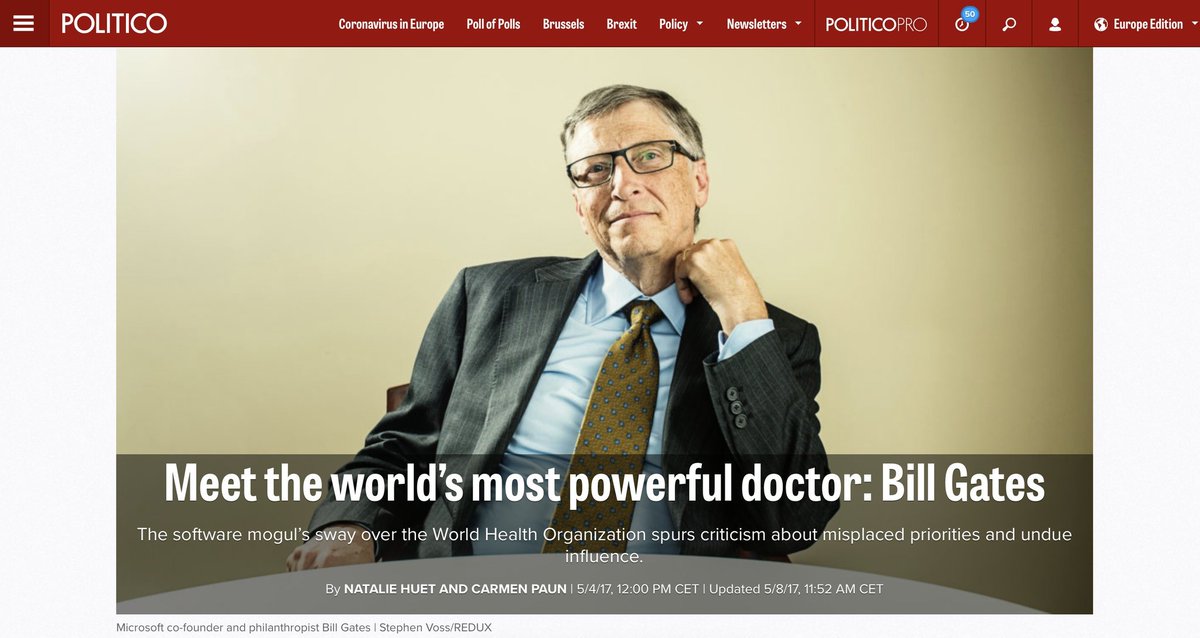 POLITICO
Coronavirus in Europe Poll of Polls Brussels Brexit Policy Newsletters POLITICOPRO 50 Europe Edition
Meet the world's most powerful doctor: Bill Gates
The software mogul's sway over the World Health Organization spurs criticism about misplaced priorities and undue
influence.
By NATALIE HUET AND CARMEN PAUN | 5/4/17, 12:00 PM CET | Updated 5/8/17, 11:52 AM CET
Microsoft co-founder and philanthropist Bill Gates | Stephen Voss/REDUX